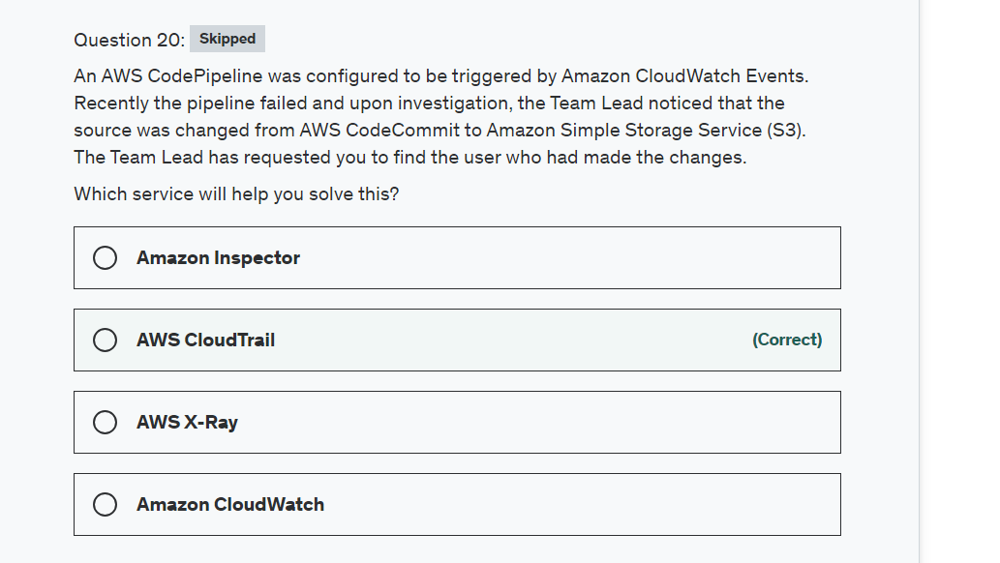 Question 20: Skipped
An AWS CodePipeline was configured to be triggered by Amazon CloudWatch Events.
Recently the pipeline failed and upon investigation, the Team Lead noticed that the
source was changed from AWS CodeCommit to Amazon Simple Storage Service (S3).
The Team Lead has requested you to find the user who had made the changes.
Which service will help you solve this?
Amazon Inspector
AWS CloudTrail (Correct)
AWS X-Ray
Amazon CloudWatch